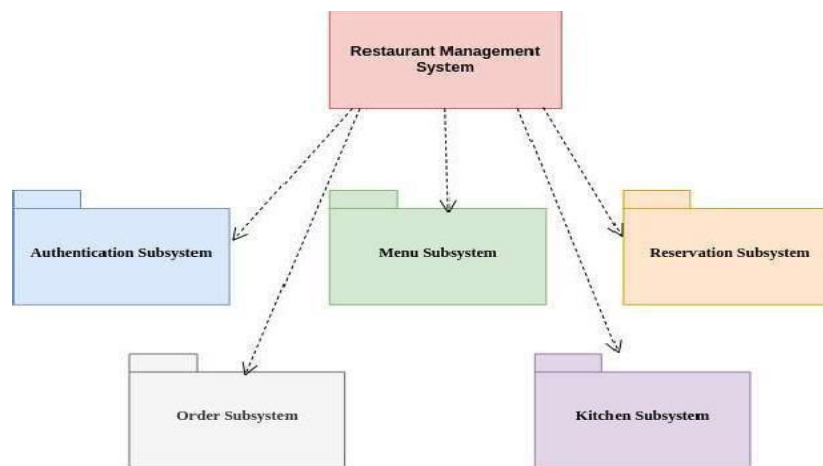 Restaurant Management
System
Authentication Subsystem
Menu Subsystem
Reservation Subsystem
Order Subsystem
Kitchen Subsystem